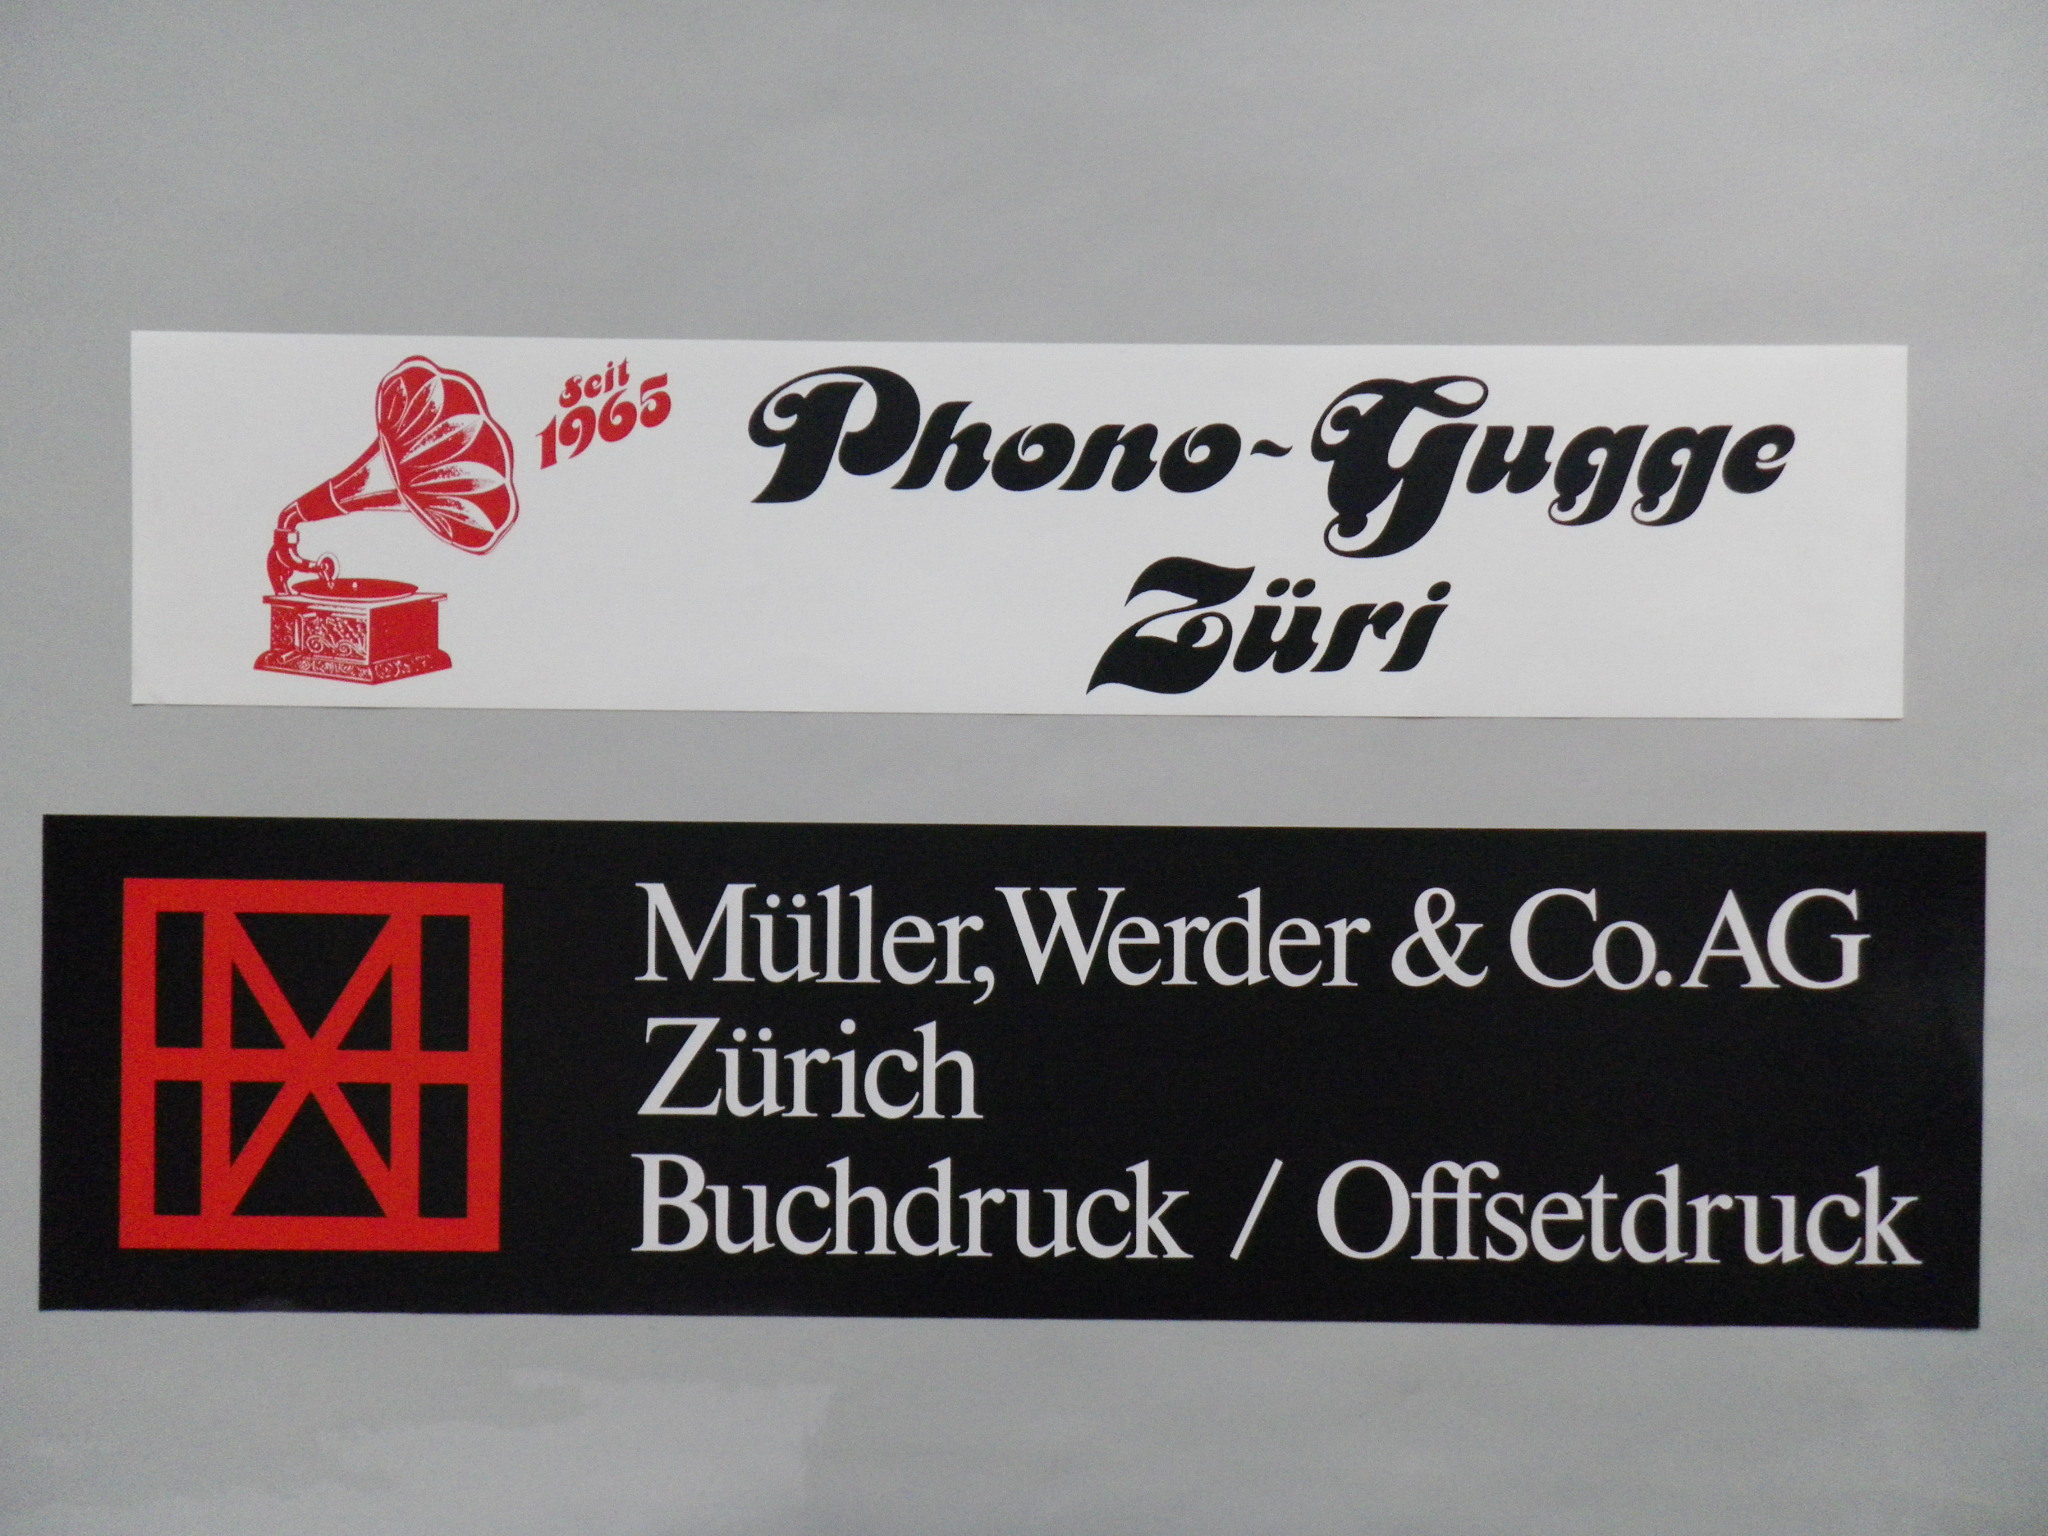 Seit
1965
Phono-Gugge
Züri
Müller, Werder & Co. AG
Zürich
Buchdruck / Offsetdruck